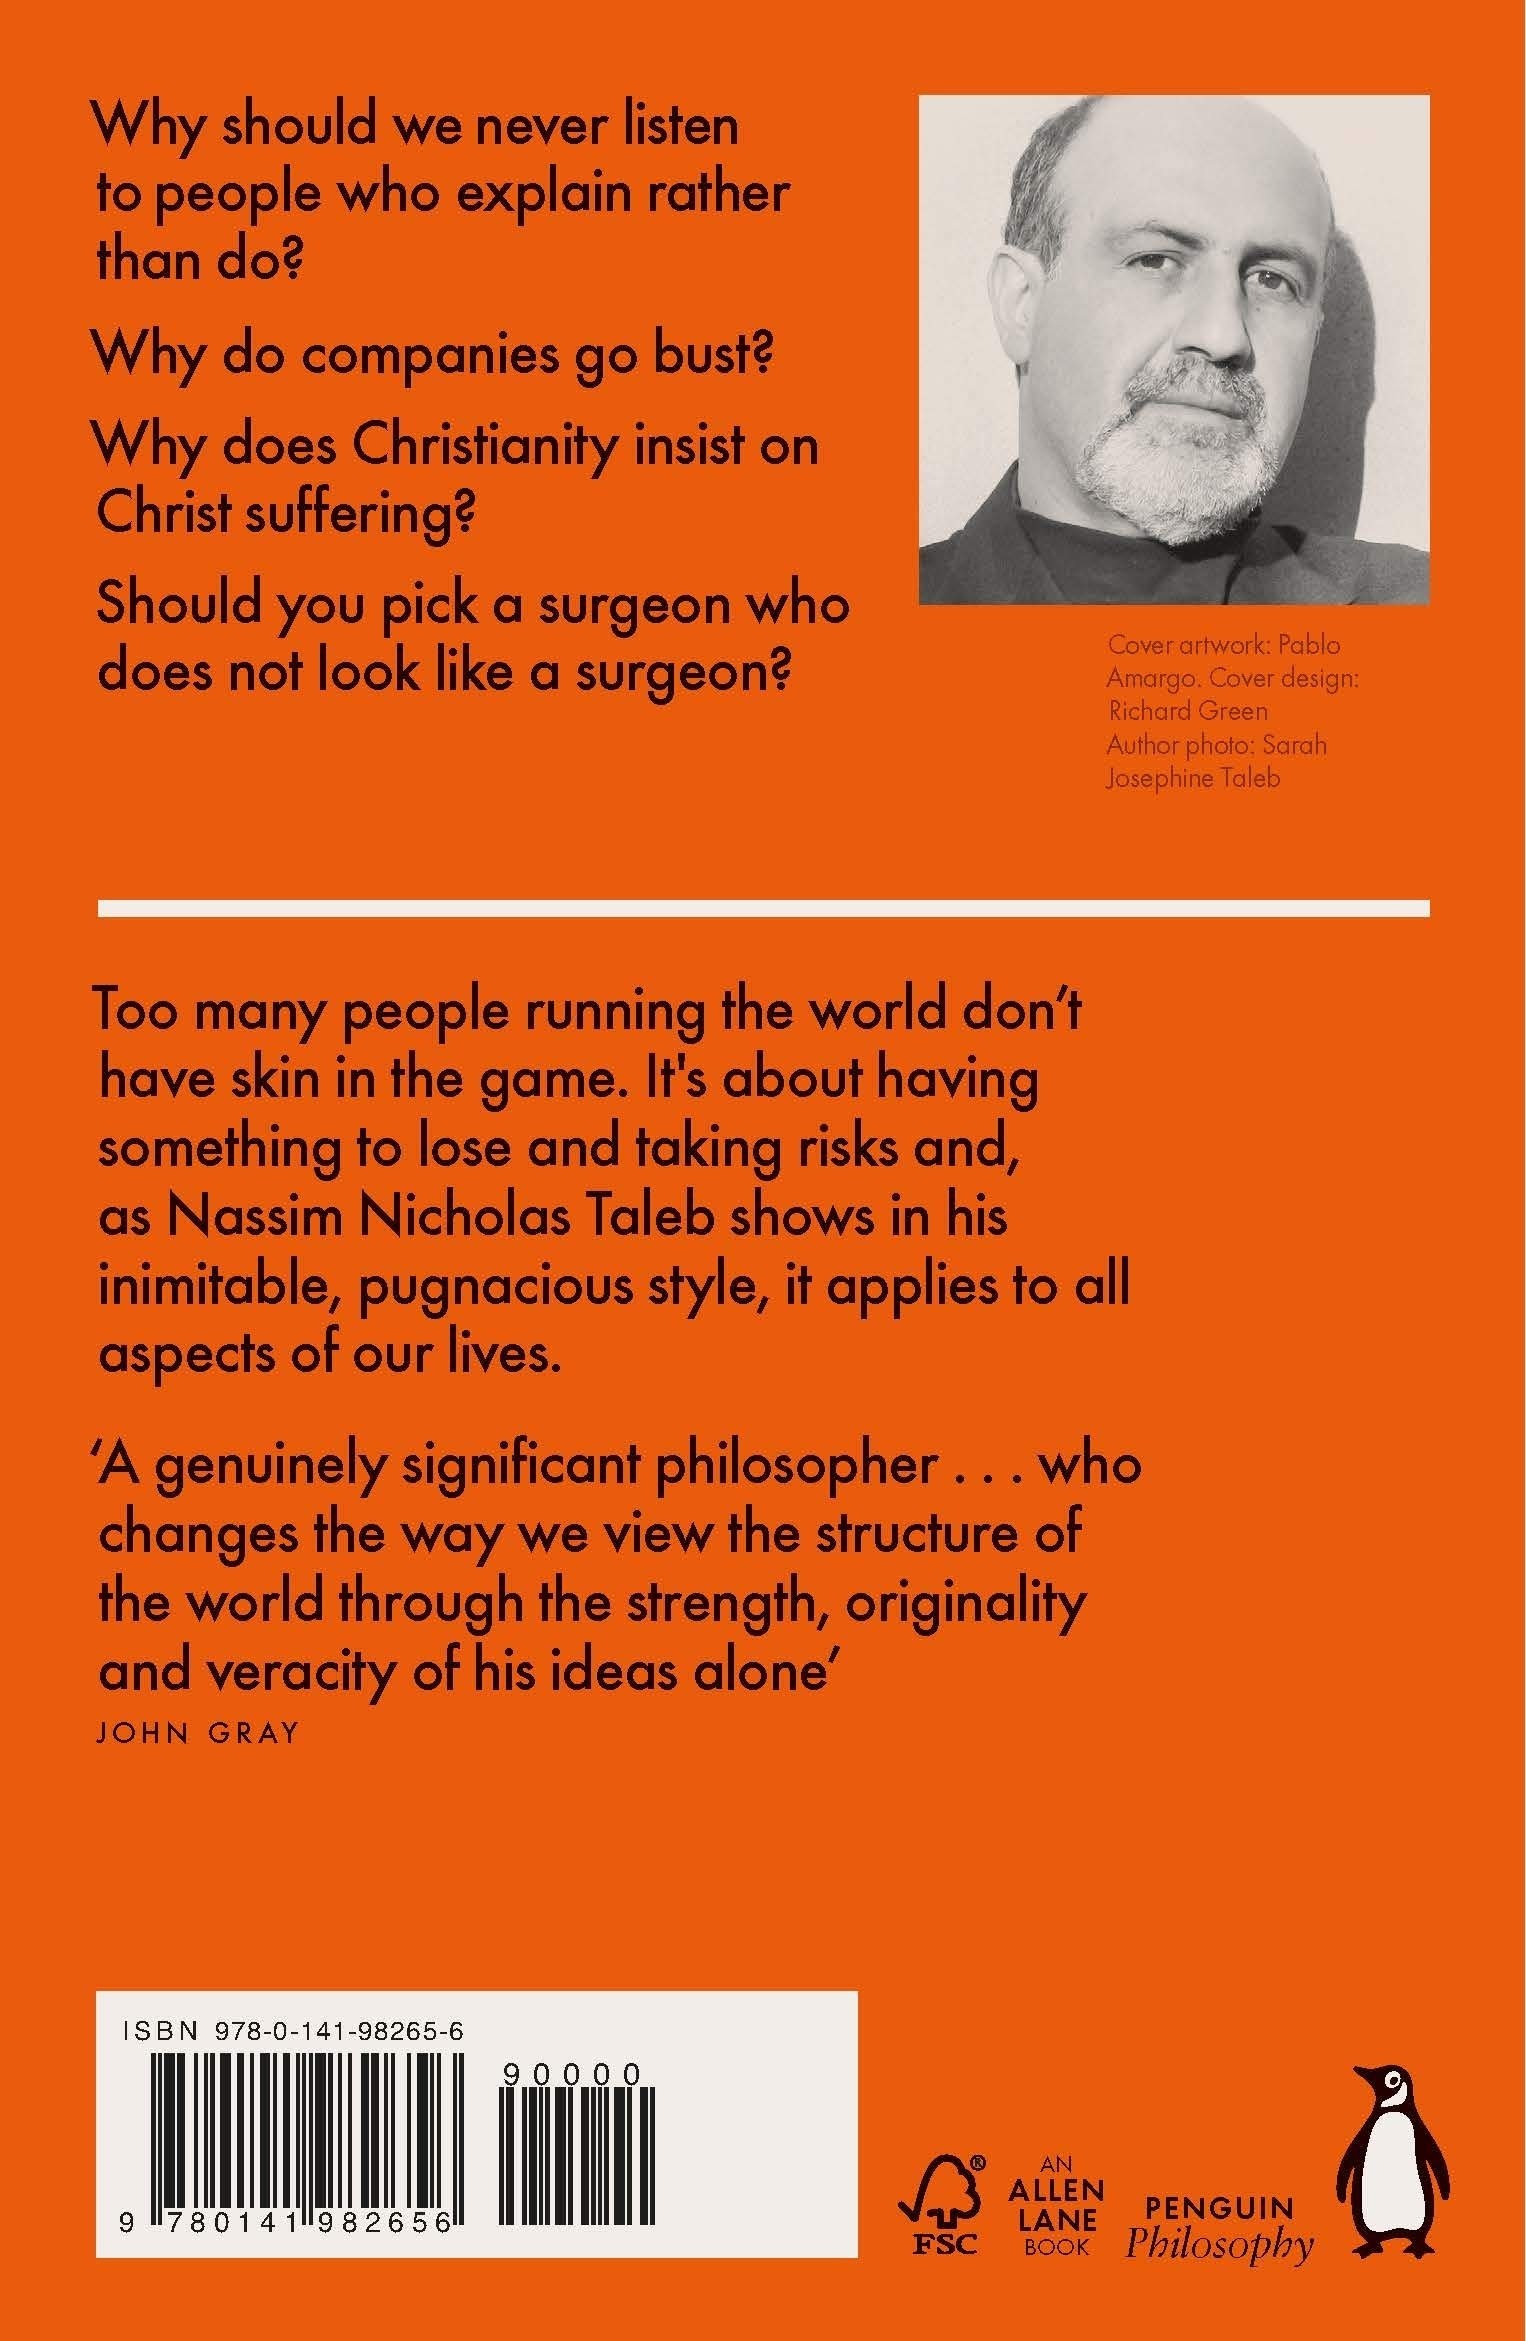 Why should we never listen
to people who explain rather
than do?
Why do companies go bust?
Why does Christianity insist on
Christ suffering?
Should you pick a surgeon who
does not look like a surgeon?
Cover artwork: Pablo
Amargo. Cover design:
Richard Green
Author photo: Sarah
Josephine Taleb
Too many people running the world don’t
have skin in the game. It's about having
something to lose and taking risks and,
as Nassim Nicholas Taleb shows in his
inimitable, pugnacious style, it applies to all
aspects of our lives.
‘A genuinely significant philosopher . . . who
changes the way we view the structure of
the world through the strength, originality
and veracity of his ideas alone’
JOHN GRAY
ISBN 978-0-141-98265-6
90000
9 780141 982656
®
FSC
AN
ALLEN
LANE
BOOK
PENGUIN
Philosophy